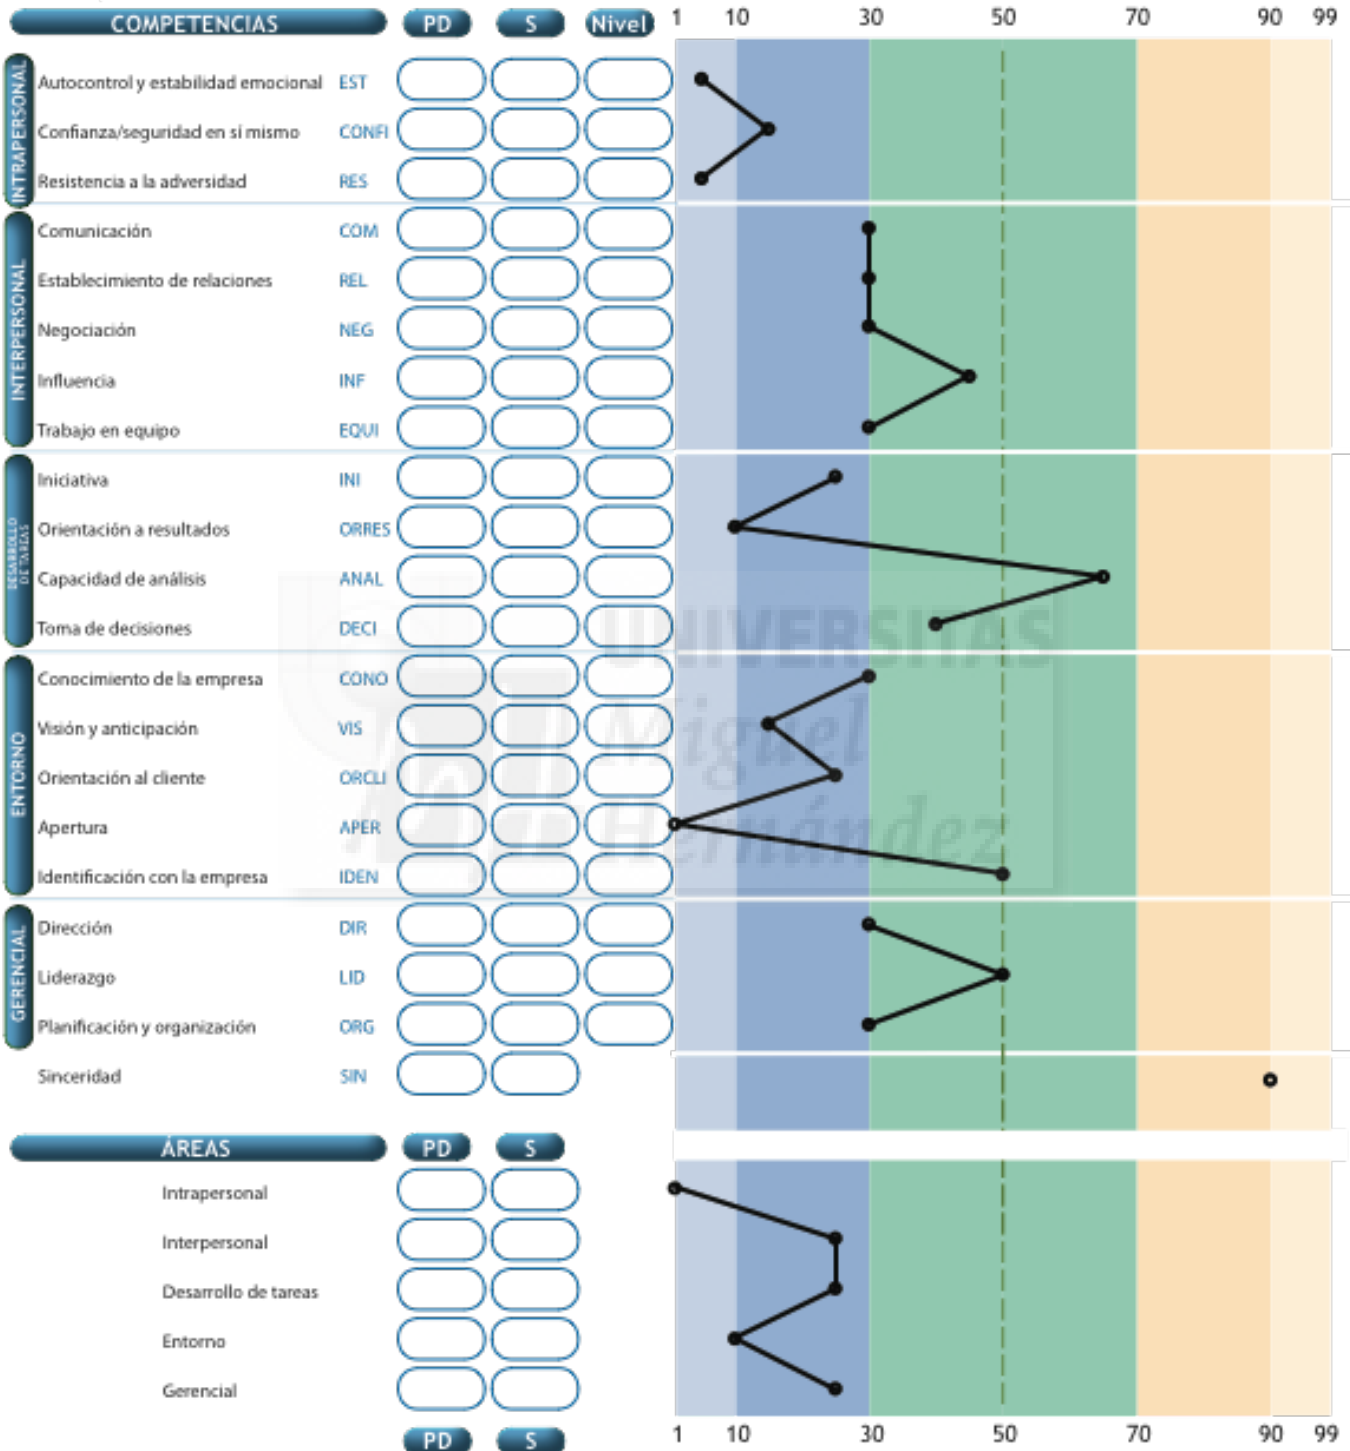 COMPETENCIAS PD S Nivel 1 10 30 50 70 90 99
INTRAPERSONAL
Autocontrol y estabilidad emocional EST
Confianza/seguridad en sí mismo CONFI
Resistencia a la adversidad RES
INTERPERSONAL
Comunicación COM
Establecimiento de relaciones REL
Negociación NEG
Influencia INF
Trabajo en equipo EQUI
DESARROLLO
DE TAREAS
Iniciativa INI
Orientación a resultados ORRES
Capacidad de análisis ANAL
Toma de decisiones DECI
ENTORNO
Conocimiento de la empresa CONO
Visión y anticipación VIS
Orientación al cliente ORCLI
Apertura APER
Identificación con la empresa IDEN
UNIVERSITAS
Miguel
Hernández
GERENCIAL
Dirección DIR
Liderazgo LID
Planificación y organización ORG
Sinceridad SIN
ÁREAS PD S
Intrapersonal
Interpersonal
Desarrollo de tareas
Entorno
Gerencial
PD S 1 10 30 50 70 90 99